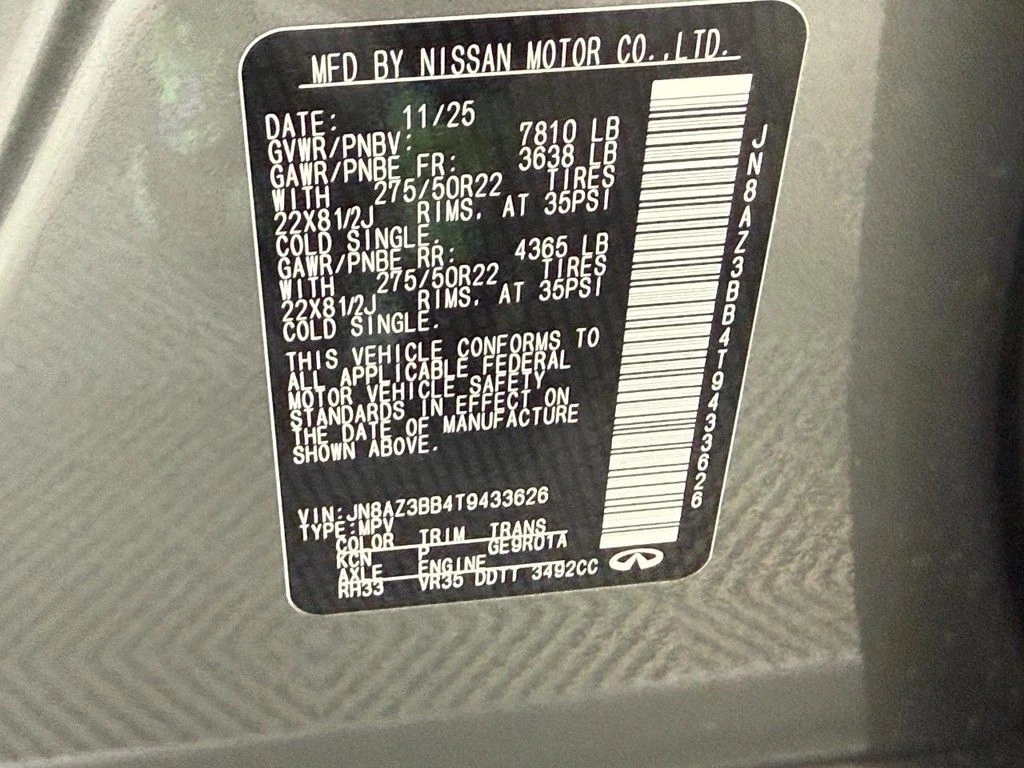 MFD BY NISSAN MOTOR CO.,LTD.
DATE: 11/25
GVWR/PNBV: 7810 LB
GAWR/PNBE FR: 3638 LB
WITH 275/50R22 TIRES
22X81/2J RIMS, AT 35PSI
COLD SINGLE.
GAWR/PNBE RR: 4365 LB
WITH 275/50R22 TIRES
22X81/2J RIMS, AT 35PSI
COLD SINGLE.
THIS VEHICLE CONFORMS TO
ALL APPLICABLE FEDERAL
MOTOR VEHICLE SAFETY
STANDARDS IN EFFECT ON
THE DATE OF MANUFACTURE
SHOWN ABOVE.
VIN:JN8AZ3BB4T9433626
TYPE:MPV
COLOR TRIM TRANS
KCN P GE9R01A
AXLE ENGINE
RH33 VR35 DDTT 3492CC
JN8AZ3BB4T9433626